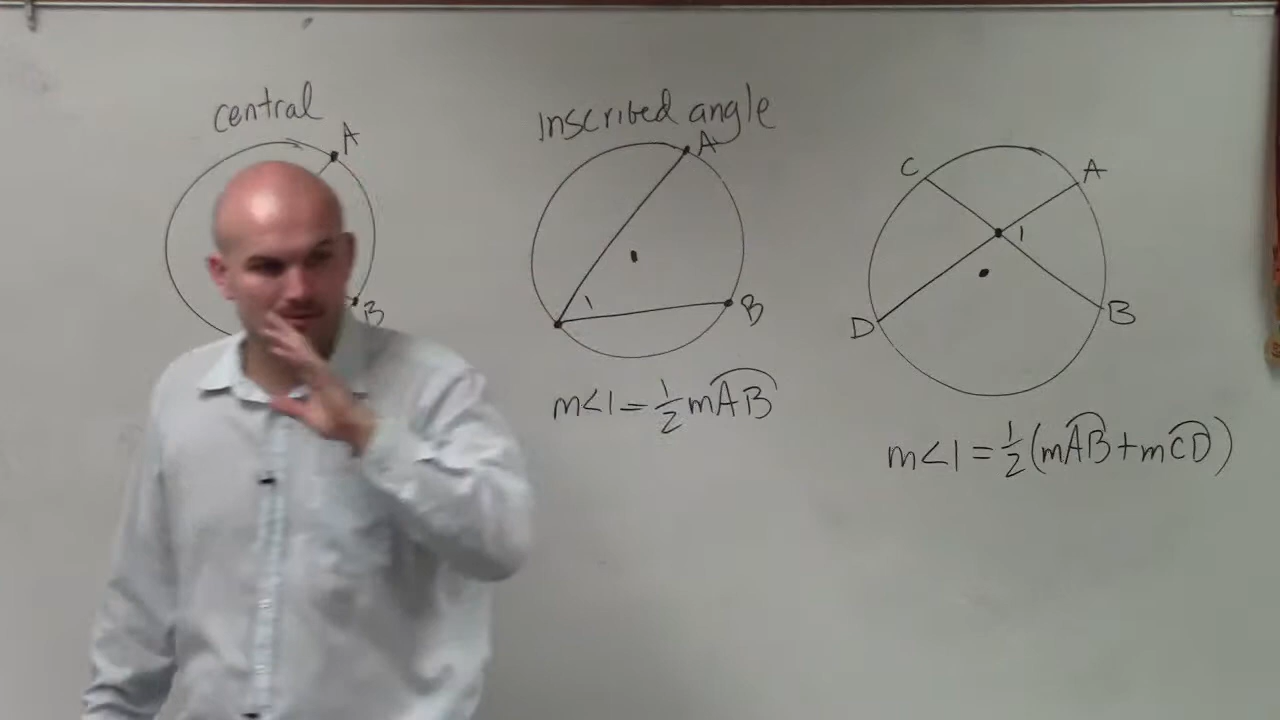 central
A
B
inscribed angle
A
1
B
m<1 = 1/2 mAB
C
A
1
D
B
m<1 = 1/2 (mAB + mCD)